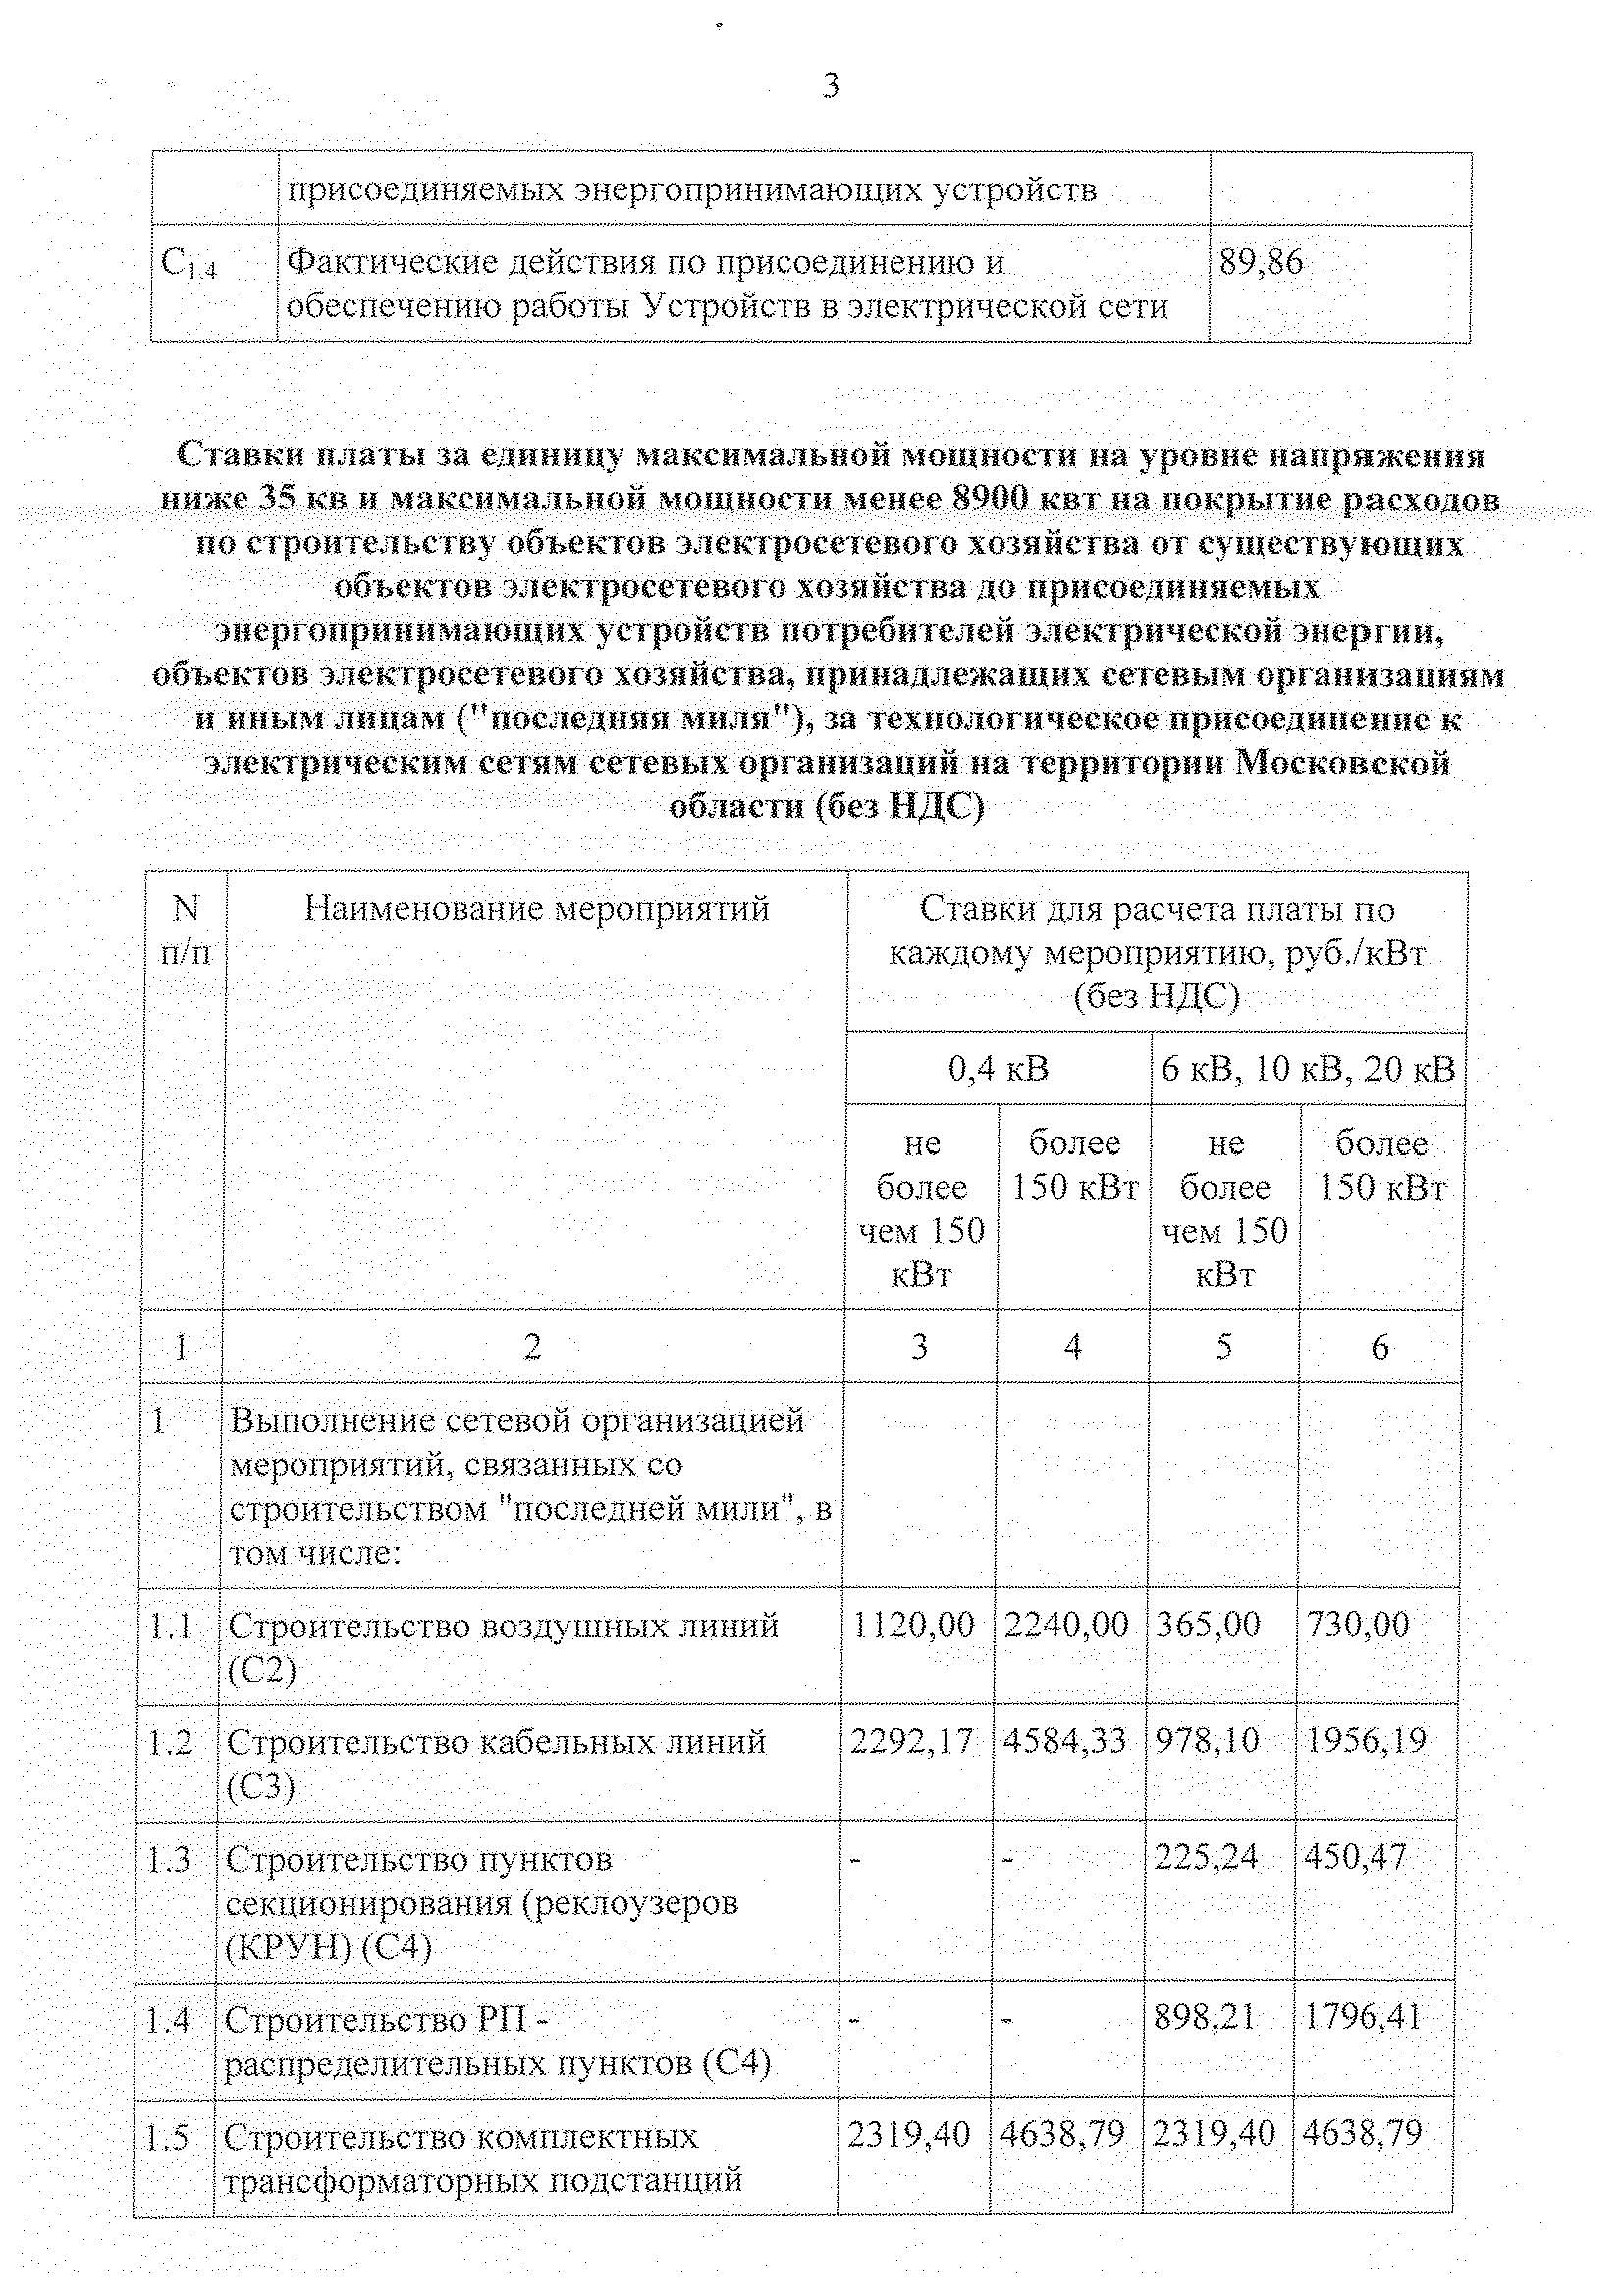 3
присоединяемых энергопринимающих устройств
C1.4 Фактические действия по присоединению и 89,86
обеспечению работы Устройств в электрической сети
Ставки платы за единицу максимальной мощности на уровне напряжения
ниже 35 кв и максимальной мощности менее 8900 квт на покрытие расходов
по строительству объектов электросетевого хозяйства от существующих
объектов электросетевого хозяйства до присоединяемых
энергопринимающих устройств потребителей электрической энергии,
объектов электросетевого хозяйства, принадлежащих сетевым организациям
и иным лицам ("последняя миля"), за технологическое присоединение к
электрическим сетям сетевых организаций на территории Московской
области (без НДС)
N Наименование мероприятий Ставки для расчета платы по
п/п каждому мероприятию, руб./кВт
(без НДС)
0,4 кВ 6 кВ, 10 кВ, 20 кВ
не более не более
более 150 кВт более 150 кВт
чем 150 чем 150
кВт кВт
1 2 3 4 5 6
1 Выполнение сетевой организацией
мероприятий, связанных со
строительством "последней мили", в
том числе:
1.1 Строительство воздушных линий 1120,00 2240,00 365,00 730,00
(С2)
1.2 Строительство кабельных линий 2292,17 4584,33 978,10 1956,19
(С3)
1.3 Строительство пунктов - - 225,24 450,47
секционирования (реклоузеров
(КРУН) (С4)
1.4 Строительство РП - - - 898,21 1796,41
распределительных пунктов (С4)
1.5 Строительство комплектных 2319,40 4638,79 2319,40 4638,79
трансформаторных подстанций